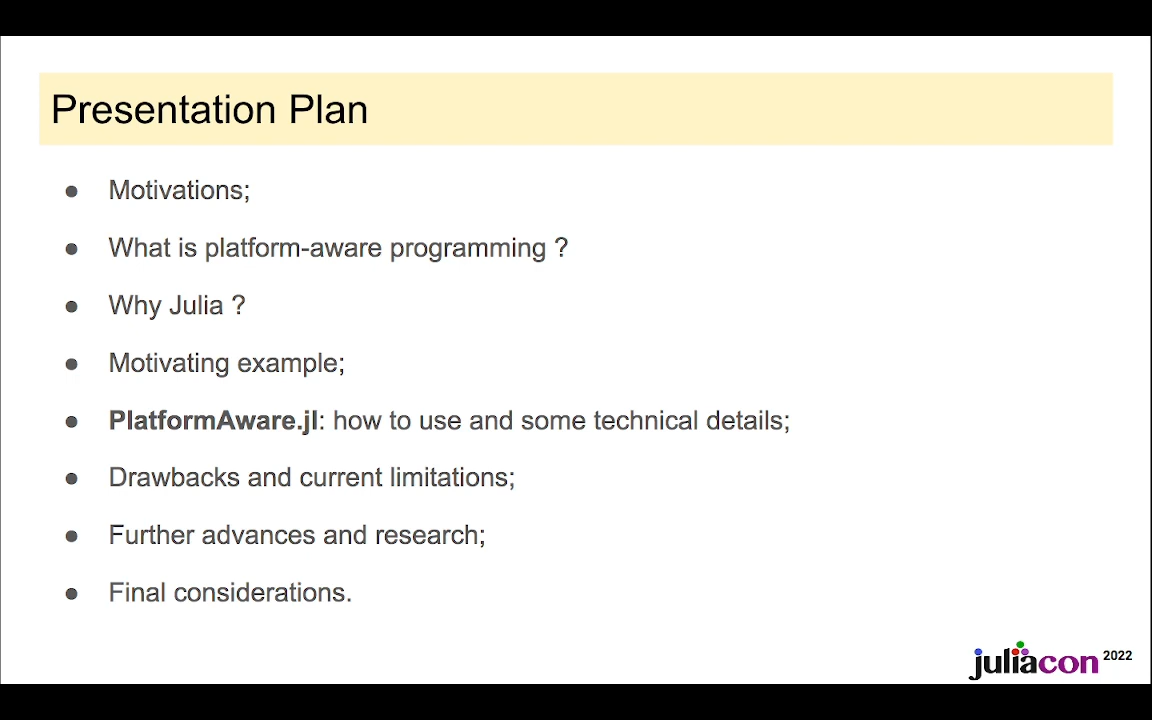 Presentation Plan
● Motivations;
● What is platform-aware programming ?
● Why Julia ?
● Motivating example;
● PlatformAware.jl: how to use and some technical details;
● Drawbacks and current limitations;
● Further advances and research;
● Final considerations.
juliacon 2022